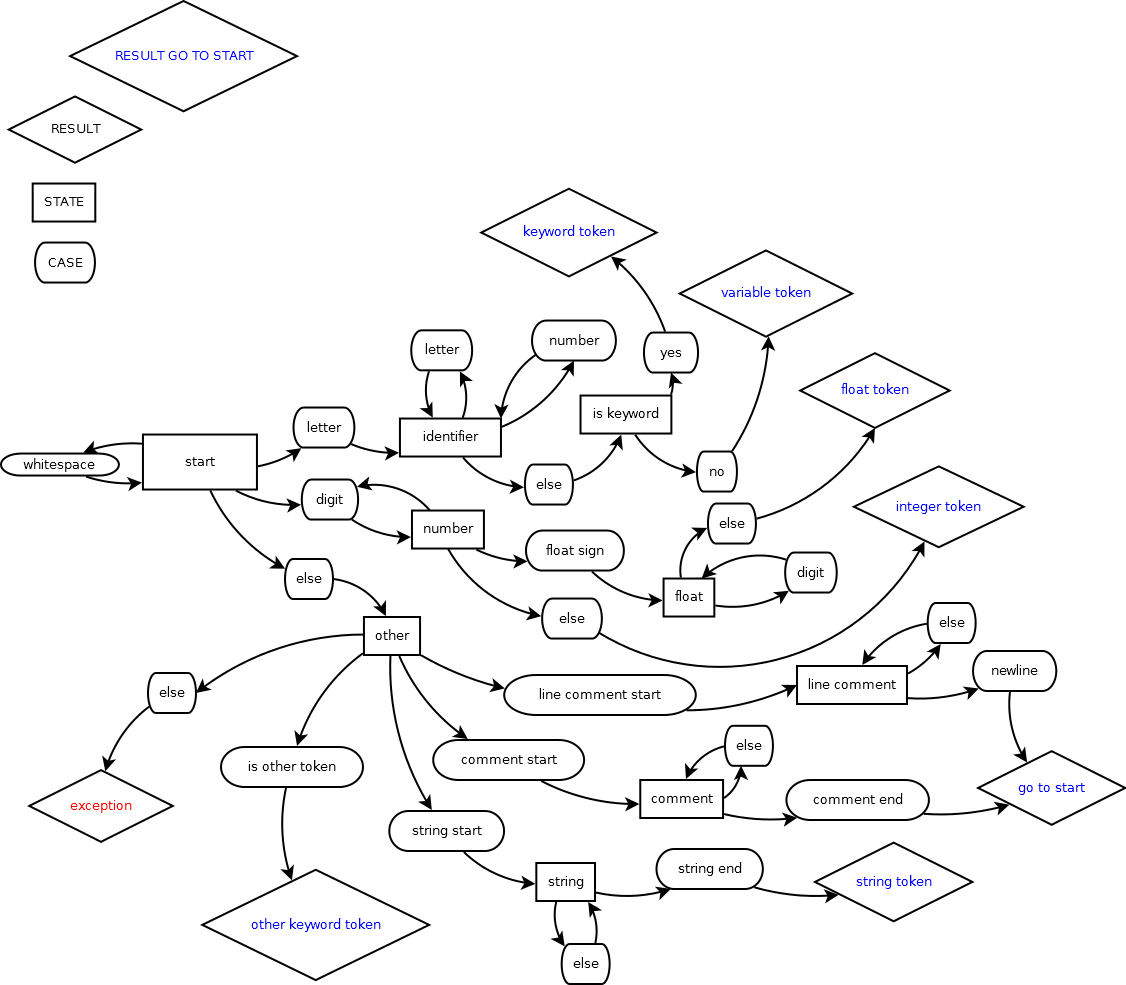 RESULT GO TO START
RESULT
STATE
CASE
keyword token
variable token
letter
number
yes
float token
is keyword
letter
identifier
start
whitespace
no
else
digit
integer token
else
number
float sign
digit
else
float
else
else
other
newline
line comment
else
line comment start
else
comment start
is other token
go to start
comment
comment end
exception
string start
string end
string
string token
other keyword token
else